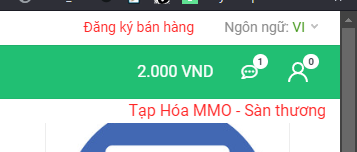 Đăng ký bán hàng
Ngôn ngữ: VI
2.000 VND
1
0
Tạp Hóa MMO - Sàn thương